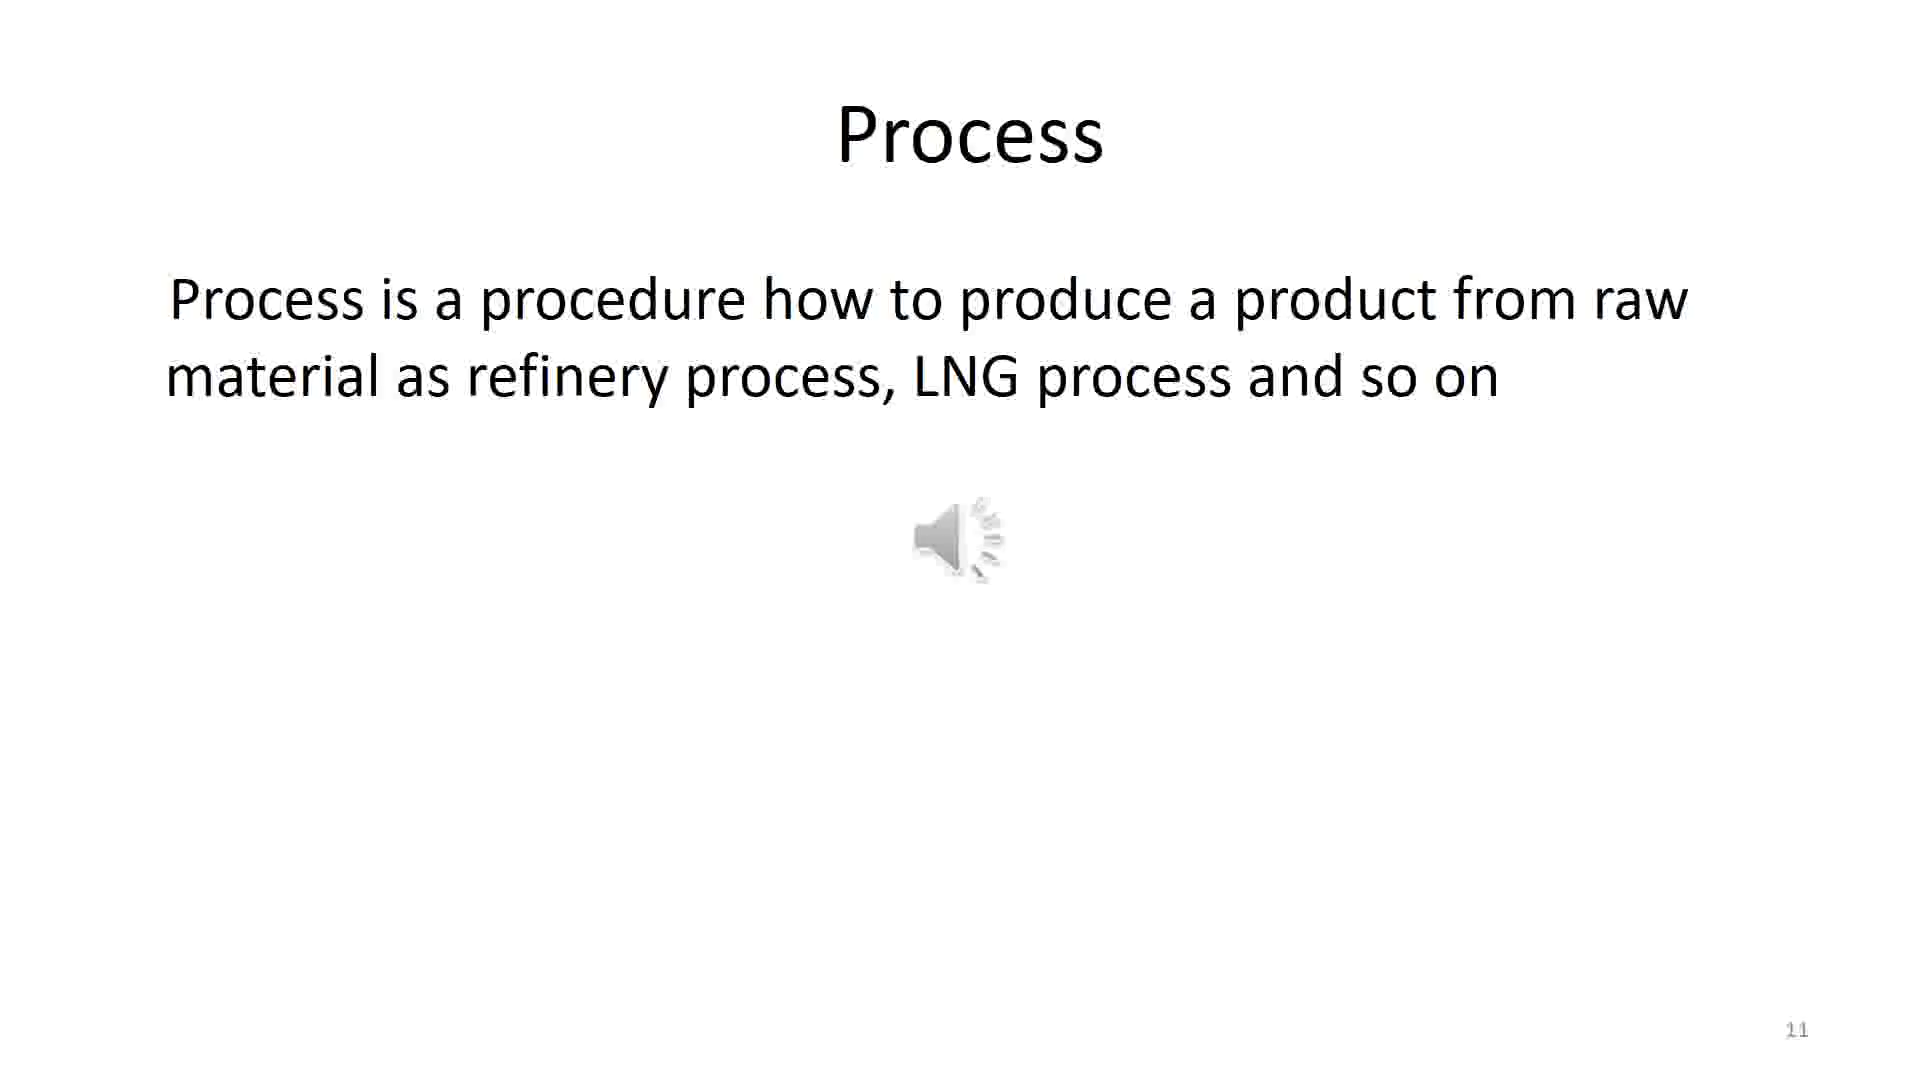 Process
Process is a procedure how to produce a product from raw
material as refinery process, LNG process and so on
11